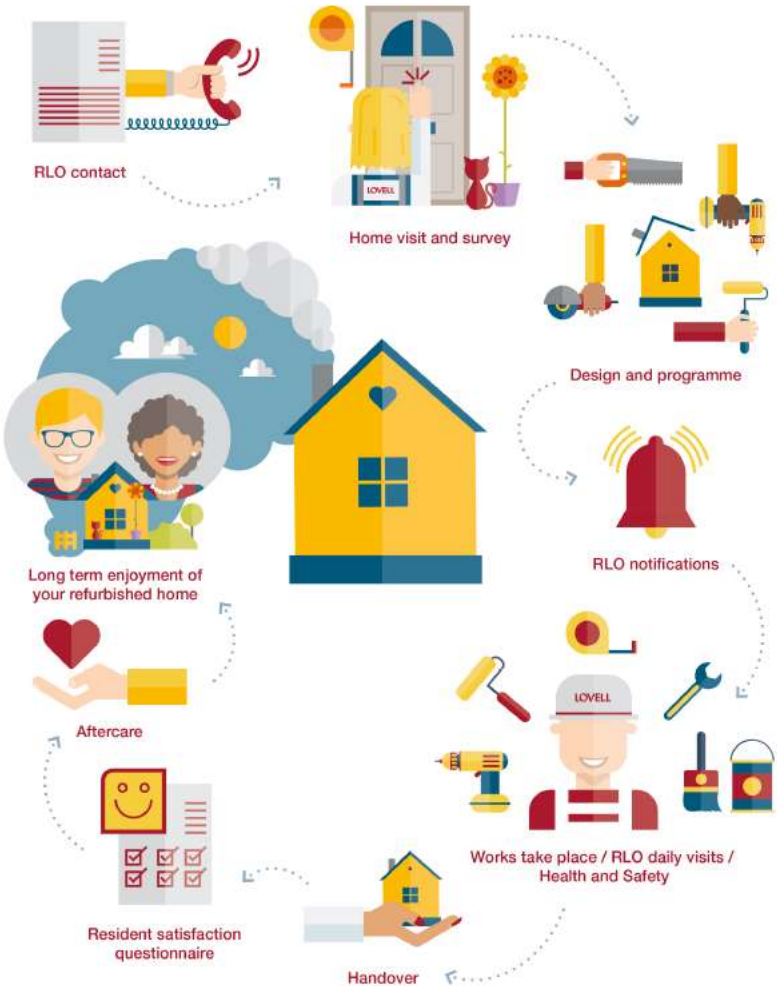 RLO contact
LOVELL
Home visit and survey
Design and programme
RLO notifications
LOVELL
Works take place / RLO daily visits /
Health and Safety
Handover
Resident satisfaction
questionnaire
Aftercare
Long term enjoyment of
your refurbished home